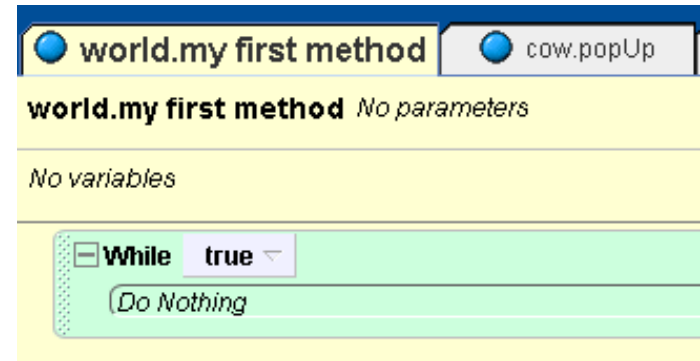 world.my first method cow.popUp
world.my first method No parameters
No variables
While true
Do Nothing